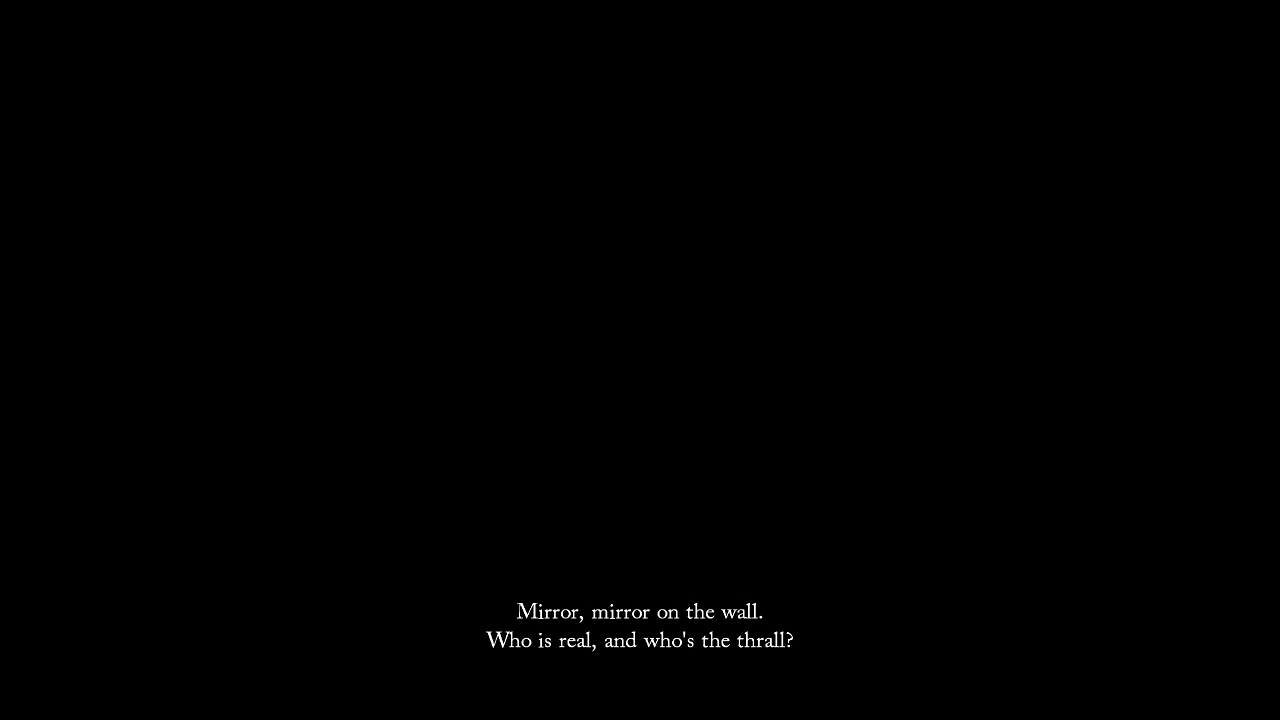 Mirror, mirror on the wall.
Who is real, and who's the thrall?